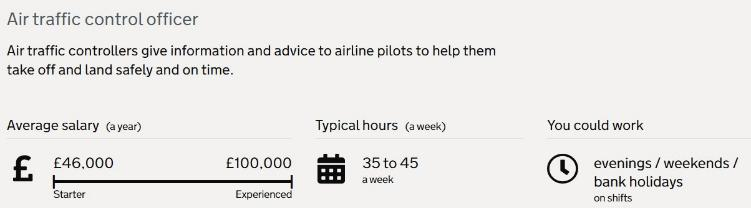 Air traffic control officer
Air traffic controllers give information and advice to airline pilots to help them
take off and land safely and on time.
Average salary (a year)
£ £46,000 £100,000
Starter Experienced
Typical hours (a week)
35 to 45
a week
You could work
evenings / weekends /
bank holidays
on shifts